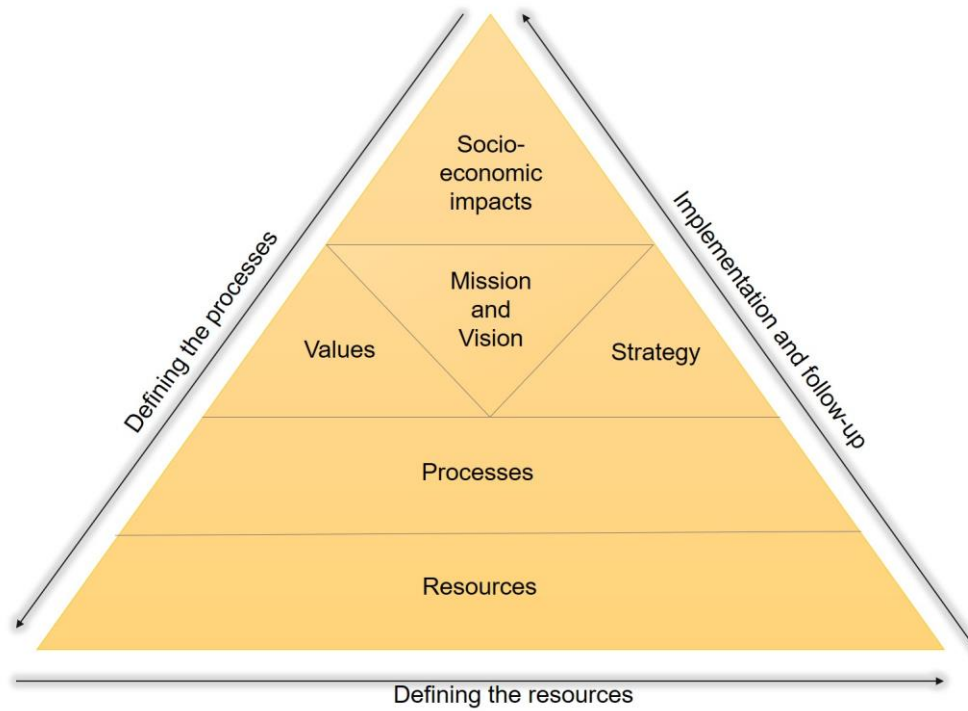 Socio-
economic
impacts
Mission
and
Vision
Values
Strategy
Processes
Resources
Defining the processes
Implementation and follow-up
Defining the resources